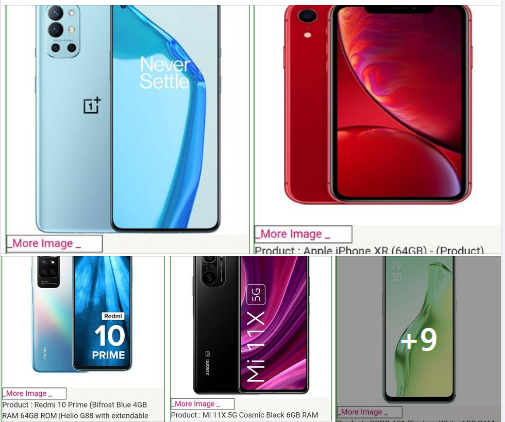 Never
Settle
1+
_More Image _
_More Image _
Product : Apple iPhone XR (64GB) - (Product)
Redmi
10
PRIME
_More Image _
Product : Redmi 10 Prime (Bifrost Blue 4GB
RAM 64GB ROM |Helio G88 with extendable
Mi 11X 5G
xiaomi
_More Image _
Product : Mi 11X 5G Cosmic Black 6GB RAM
+9
_More Image _